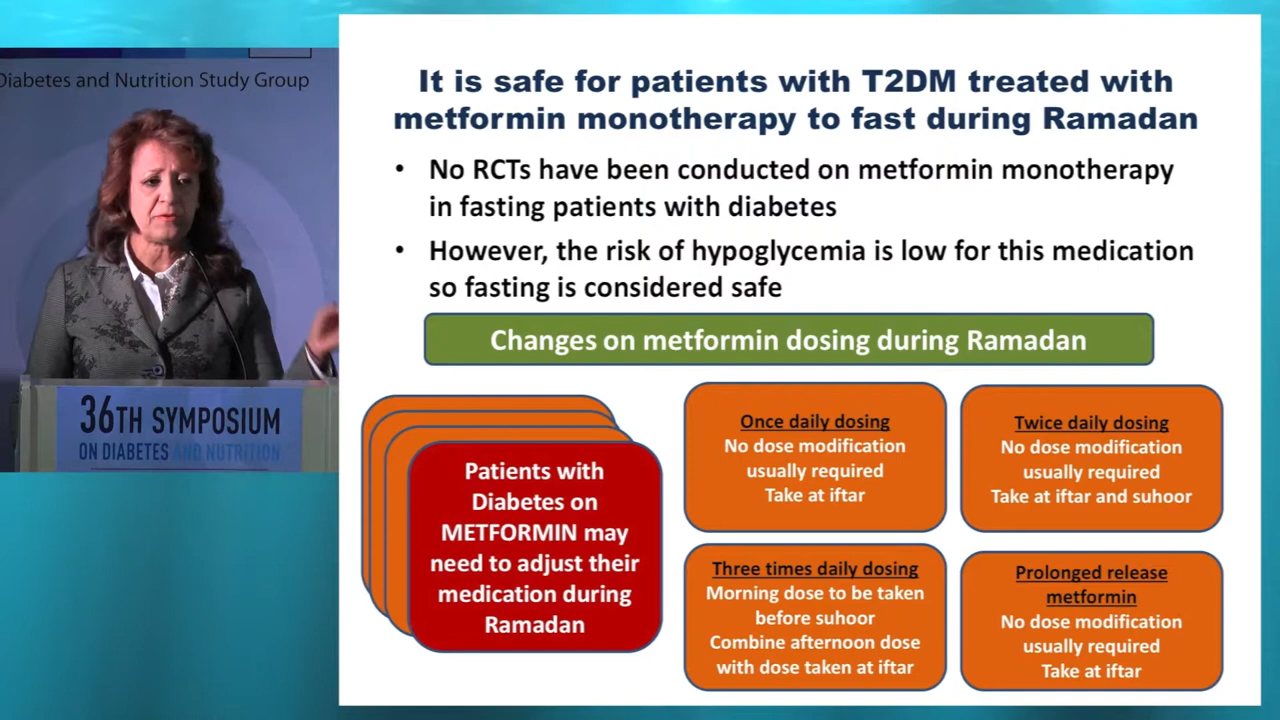 Diabetes and Nutrition Study Group
36TH SYMPOSIUM
ON DIABETES AND NUTRITION
It is safe for patients with T2DM treated with
metformin monotherapy to fast during Ramadan
• No RCTs have been conducted on metformin monotherapy
in fasting patients with diabetes
• However, the risk of hypoglycemia is low for this medication
so fasting is considered safe
Changes on metformin dosing during Ramadan
Patients with
Diabetes on
METFORMIN may
need to adjust their
medication during
Ramadan
Once daily dosing
No dose modification
usually required
Take at iftar
Twice daily dosing
No dose modification
usually required
Take at iftar and suhoor
Three times daily dosing
Morning dose to be taken
before suhoor
Combine afternoon dose
with dose taken at iftar
Prolonged release
metformin
No dose modification
usually required
Take at iftar